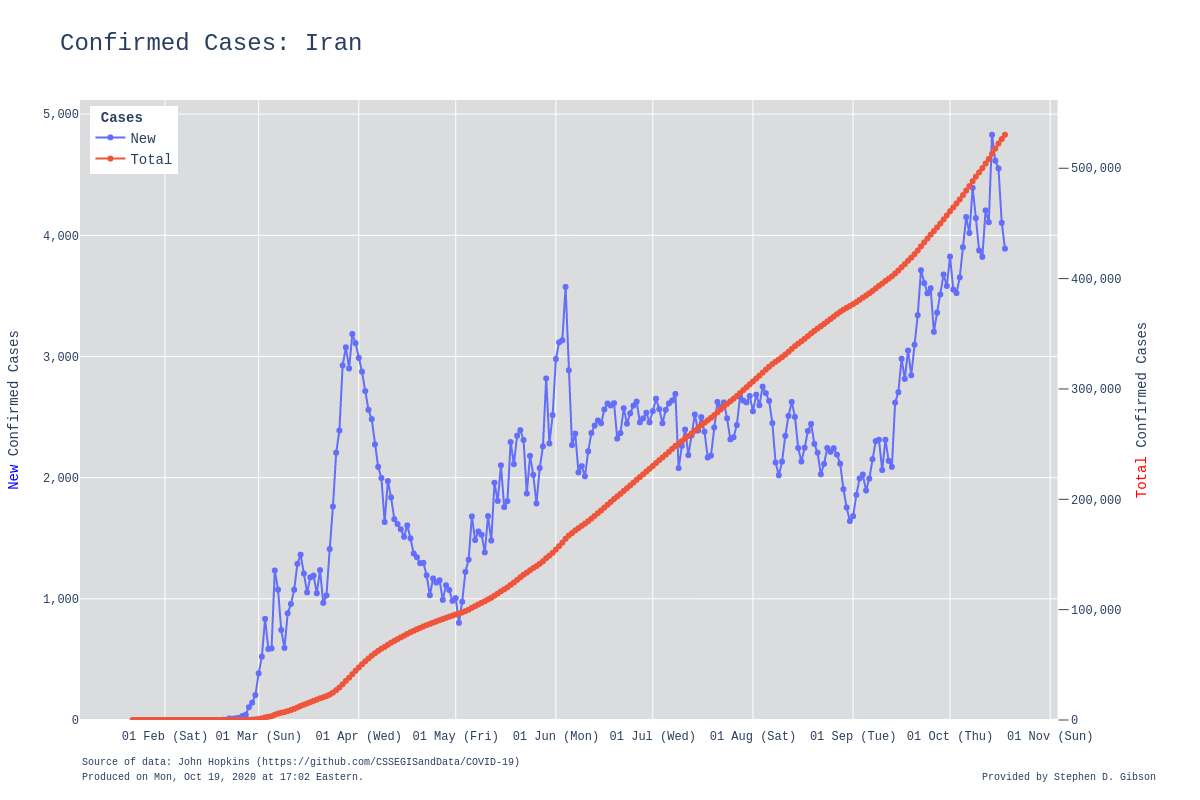 Confirmed Cases: Iran
Cases
New
Total
5,000
4,000
3,000
2,000
1,000
0
New Confirmed Cases
500,000
400,000
300,000
200,000
100,000
0
Total Confirmed Cases
01 Feb (Sat) 01 Mar (Sun) 01 Apr (Wed) 01 May (Fri) 01 Jun (Mon) 01 Jul (Wed) 01 Aug (Sat) 01 Sep (Tue) 01 Oct (Thu) 01 Nov (Sun)
Source of data: John Hopkins (https://github.com/CSSEGISandData/COVID-19)
Produced on Mon, Oct 19, 2020 at 17:02 Eastern.
Provided by Stephen D. Gibson